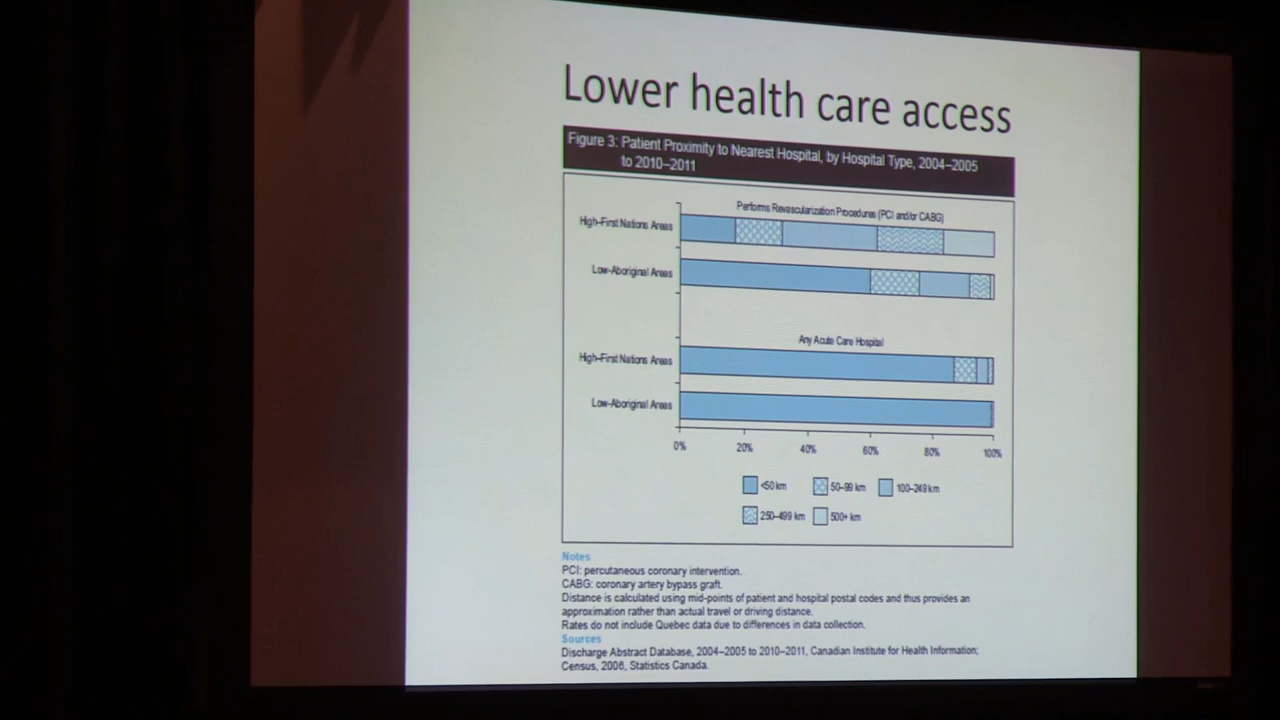 Lower health care access
Figure 3: Patient Proximity to Nearest Hospital, by Hospital Type, 2004–2005
to 2010–2011
Performs Revascularization Procedures (PCI and/or CABG)
High-First Nations Areas
Low-Aboriginal Areas
Any Acute Care Hospital
High-First Nations Areas
Low-Aboriginal Areas
0% 20% 40% 60% 80% 100%
<50 km 50–99 km 100–249 km
250–499 km 500+ km
Notes
PCI: percutaneous coronary intervention.
CABG: coronary artery bypass graft.
Distance is calculated using mid-points of patient and hospital postal codes and thus provides an
approximation rather than actual travel or driving distance.
Rates do not include Quebec data due to differences in data collection.
Sources
Discharge Abstract Database, 2004–2005 to 2010–2011, Canadian Institute for Health Information;
Census, 2006, Statistics Canada.